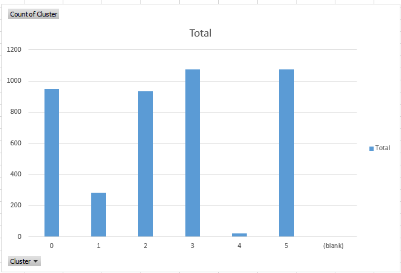 Count of Cluster
Total
1200
1000
800
600
400
200
0
Total
0 1 2 3 4 5 (blank)
Cluster